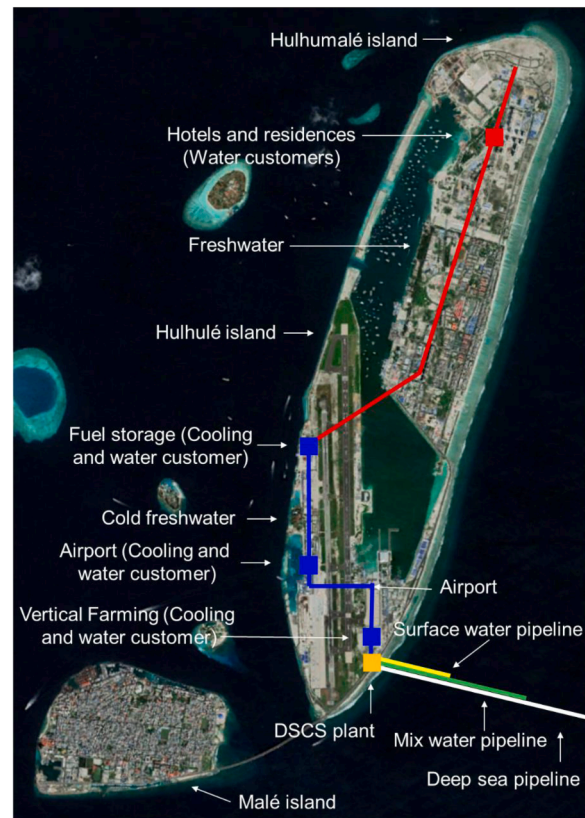 Hulhumalé island
Hotels and residences
(Water customers)
Freshwater
Hulhulé island
Fuel storage (Cooling
and water customer)
Cold freshwater
Airport (Cooling and
water customer)
Airport
Vertical Farming (Cooling
and water customer)
Surface water pipeline
DSCS plant
Mix water pipeline
Deep sea pipeline
Malé island